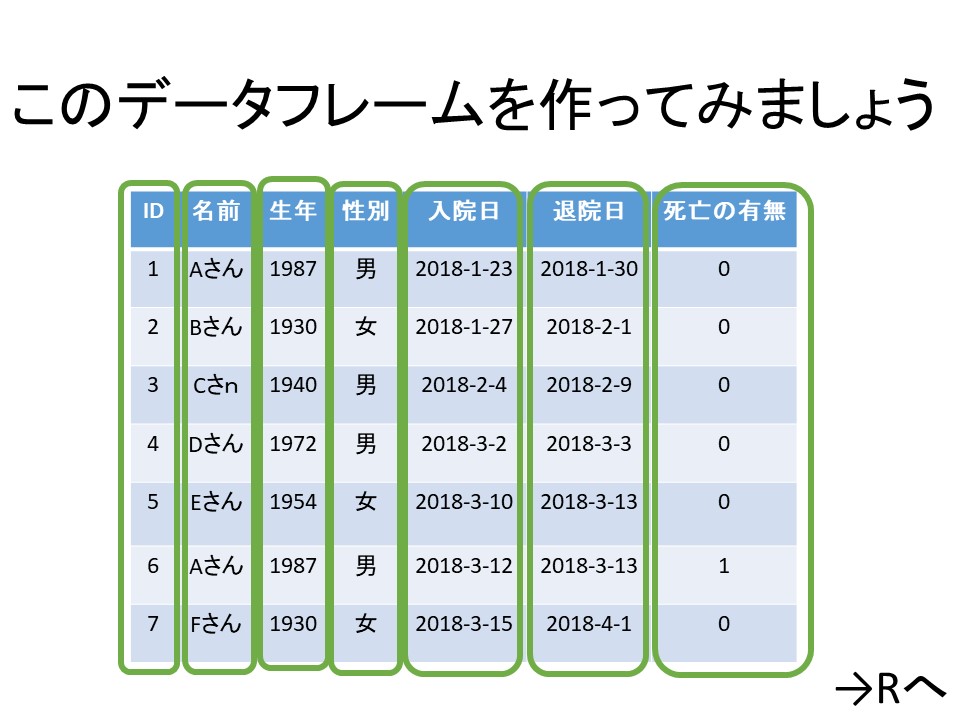 このデータフレームを作ってみましょう
ID 名前 生年 性別 入院日 退院日 死亡の有無
1 Aさん 1987 男 2018-1-23 2018-1-30 0
2 Bさん 1930 女 2018-1-27 2018-2-1 0
3 Cさn 1940 男 2018-2-4 2018-2-9 0
4 Dさん 1972 男 2018-3-2 2018-3-3 0
5 Eさん 1954 女 2018-3-10 2018-3-13 0
6 Aさん 1987 男 2018-3-12 2018-3-13 1
7 Fさん 1930 女 2018-3-15 2018-4-1 0
→Rへ